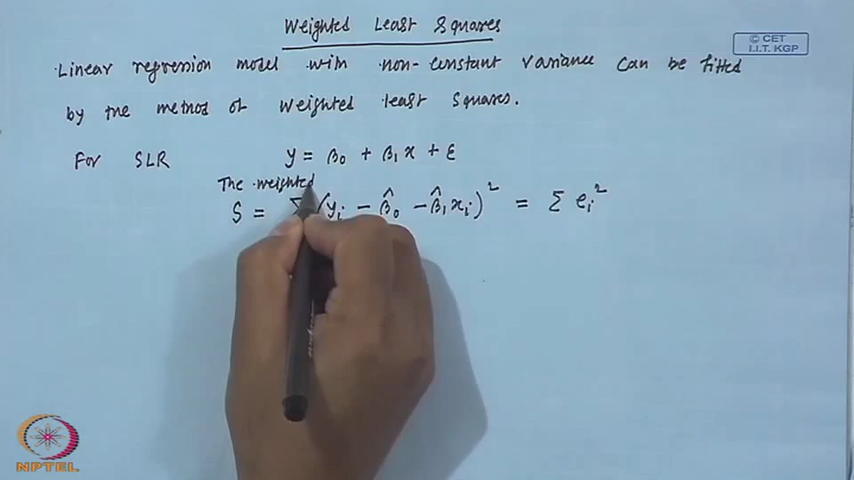 Weighted Least Squares
© CET
I.I.T. KGP
Linear regression model with non-constant variance can be fitted
by the method of weighted least squares.
For SLR y = β₀ + β₁x + ε
The weighted
S = Σ (yᵢ - β̂₀ - β̂₁xᵢ)² = Σ eᵢ²
NPTEL